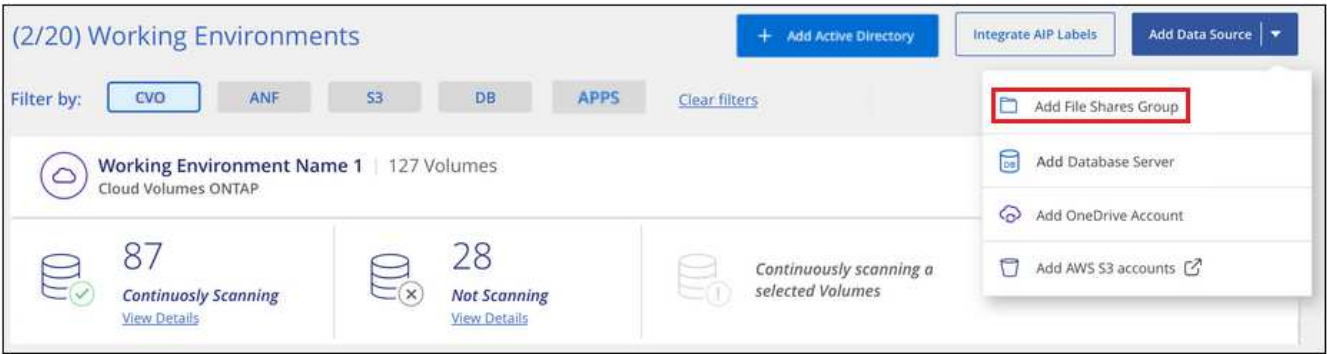 (2/20) Working Environments
+ Add Active Directory
Integrate AIP Labels
Add Data Source
Filter by:
CVO
ANF
S3
DB
APPS
Clear filters
Add File Shares Group
DB
Add Database Server
Add OneDrive Account
Add AWS S3 accounts
Working Environment Name 1 | 127 Volumes
Cloud Volumes ONTAP
87
Continuosly Scanning
View Details
28
Not Scanning
View Details
Continuously scanning a
selected Volumes